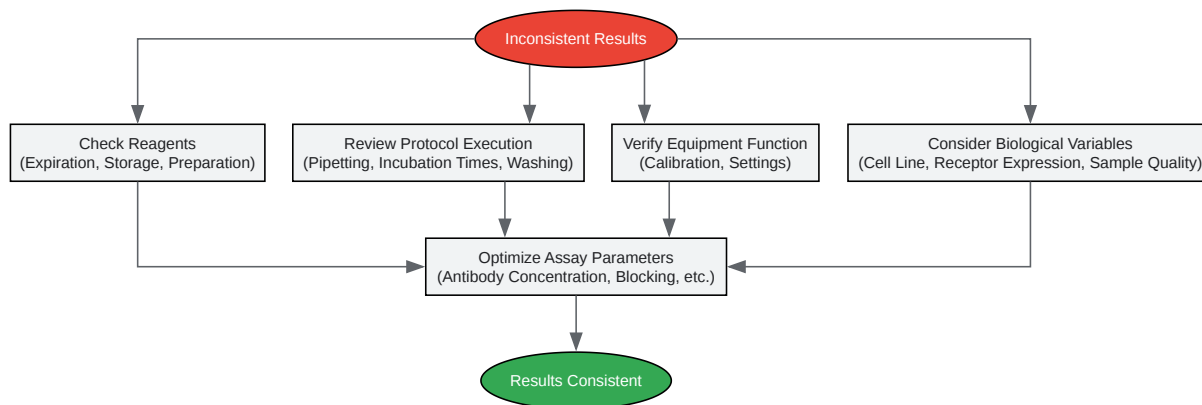 Inconsistent Results
Check Reagents
(Expiration, Storage, Preparation)
Review Protocol Execution
(Pipetting, Incubation Times, Washing)
Verify Equipment Function
(Calibration, Settings)
Consider Biological Variables
(Cell Line, Receptor Expression, Sample Quality)
Optimize Assay Parameters
(Antibody Concentration, Blocking, etc.)
Results Consistent